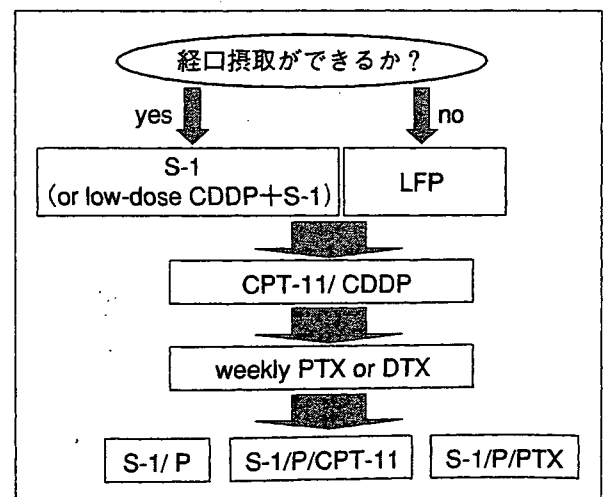 経口摂取ができるか？
yes
no
S-1
（or low-dose CDDP＋S-1）
LFP
CPT-11/ CDDP
weekly PTX or DTX
S-1/ P
S-1/P/CPT-11
S-1/P/PTX